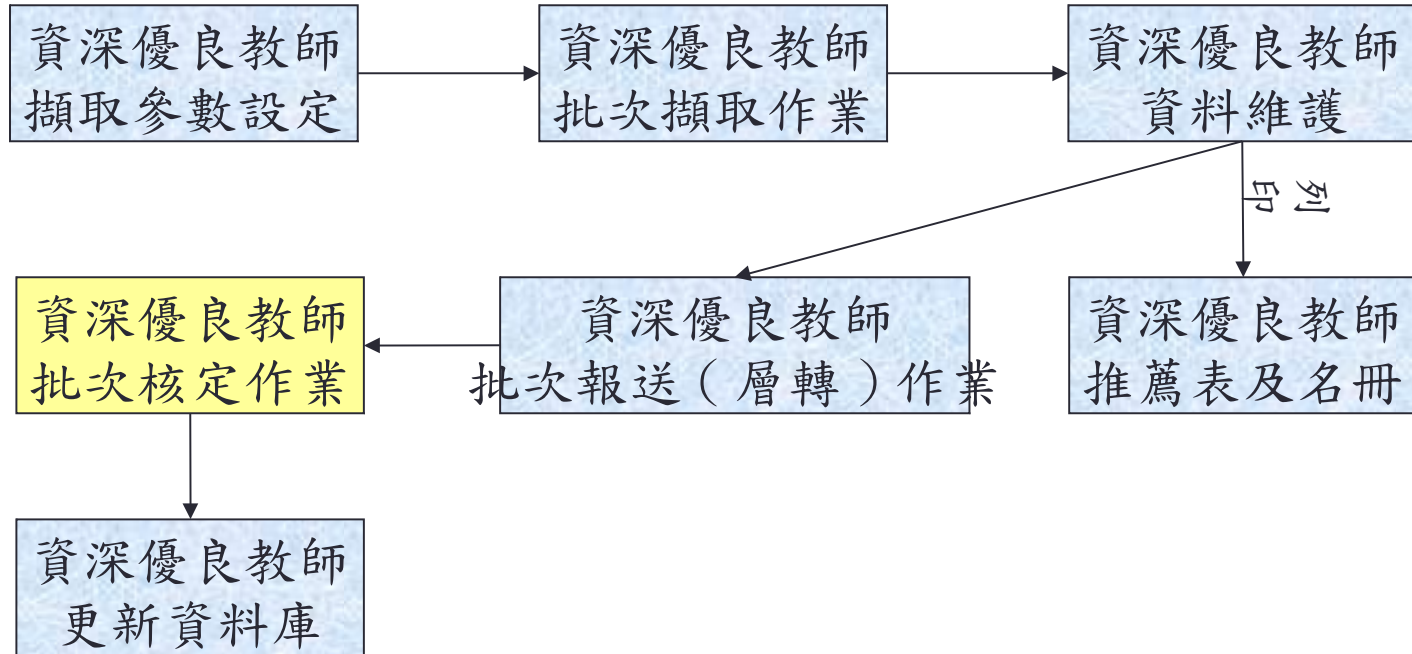 資深優良教師
擷取參數設定
資深優良教師
批次擷取作業
資深優良教師
資料維護
列印
資深優良教師
批次核定作業
資深優良教師
批次報送（層轉）作業
資深優良教師
推薦表及名冊
資深優良教師
更新資料庫